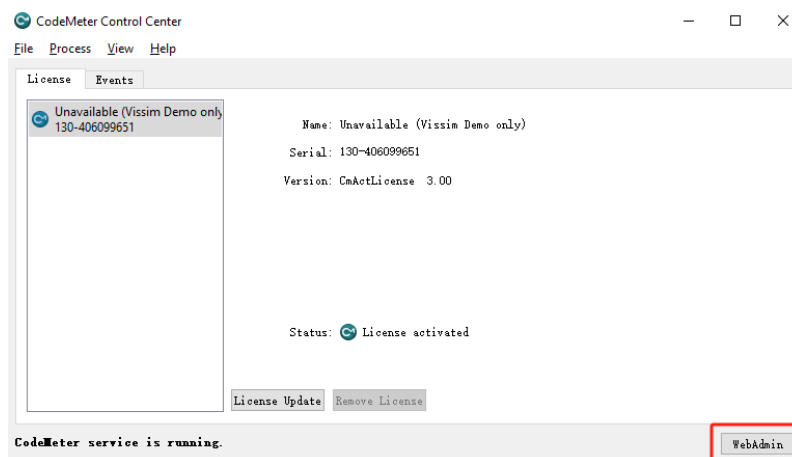 CodeMeter Control Center
File Process View Help
License Events
Unavailable (Vissim Demo only
130-406099651
Name: Unavailable (Vissim Demo only)
Serial: 130-406099651
Version: CmActLicense 3.00
Status: License activated
License Update Remove License
CodeMeter service is running.
WebAdmin